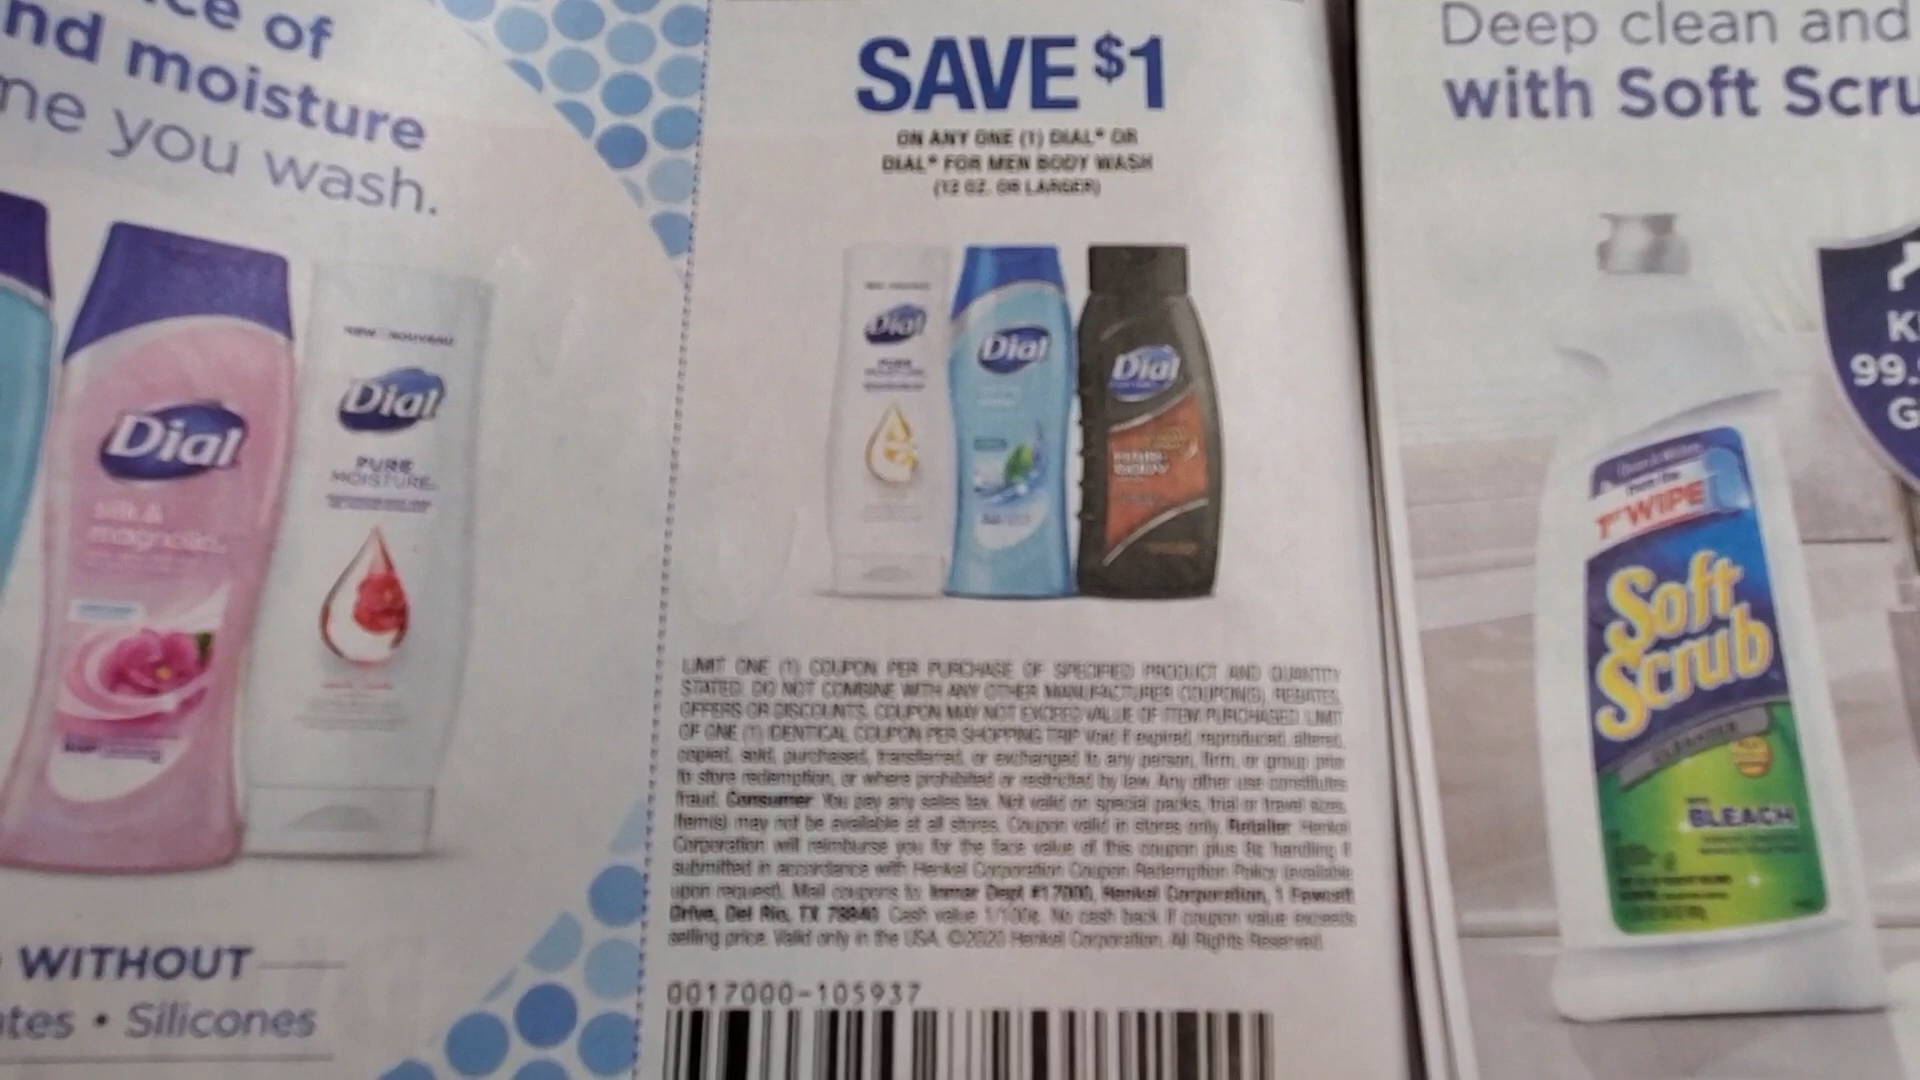 ce of
nd moisture
me you wash.
Dial
silk &
magnolia
NEW NOUVEAU
Dial
PURE
MOISTURE
WITHOUT
ates • Silicones
SAVE $1
ON ANY ONE (1) DIAL® OR
DIAL® FOR MEN BODY WASH
(12 OZ. OR LARGER)
Dial
Dial
Dial
LIMIT ONE (1) COUPON PER PURCHASE OF SPECIFIED PRODUCT AND QUANTITY
STATED. DO NOT COMBINE WITH ANY OTHER MANUFACTURER COUPON(S), REBATES,
OFFERS OR DISCOUNTS. COUPON MAY NOT EXCEED VALUE OF ITEM PURCHASED. LIMIT
OF ONE (1) IDENTICAL COUPON PER SHOPPING TRIP. Void if expired, reproduced, altered,
copied, sold, purchased, transferred, or exchanged to any person, firm, or group prior
to store redemption, or where prohibited or restricted by law. Any other use constitutes
fraud. Consumer: You pay any sales tax. Not valid on special packs, trial or travel sizes.
Item(s) may not be available at all stores. Coupon valid in stores only. Retailer: Henkel
Corporation will reimburse you for the face value of this coupon plus 8¢ handling if
submitted in accordance with Henkel Corporation Coupon Redemption Policy (available
upon request). Mail coupons to: Inmar Dept #17000, Henkel Corporation, 1 Fawcett
Drive, Del Rio, TX 78840. Cash value 1/100¢. No cash back if coupon value exceeds
selling price. Valid only in the USA. ©2020 Henkel Corporation. All Rights Reserved.
0017000-105937
Deep clean and
with Soft Scru
99.
from the
1st WIPE
Soft
Scrub
CLEANSER
WITH
BLEACH